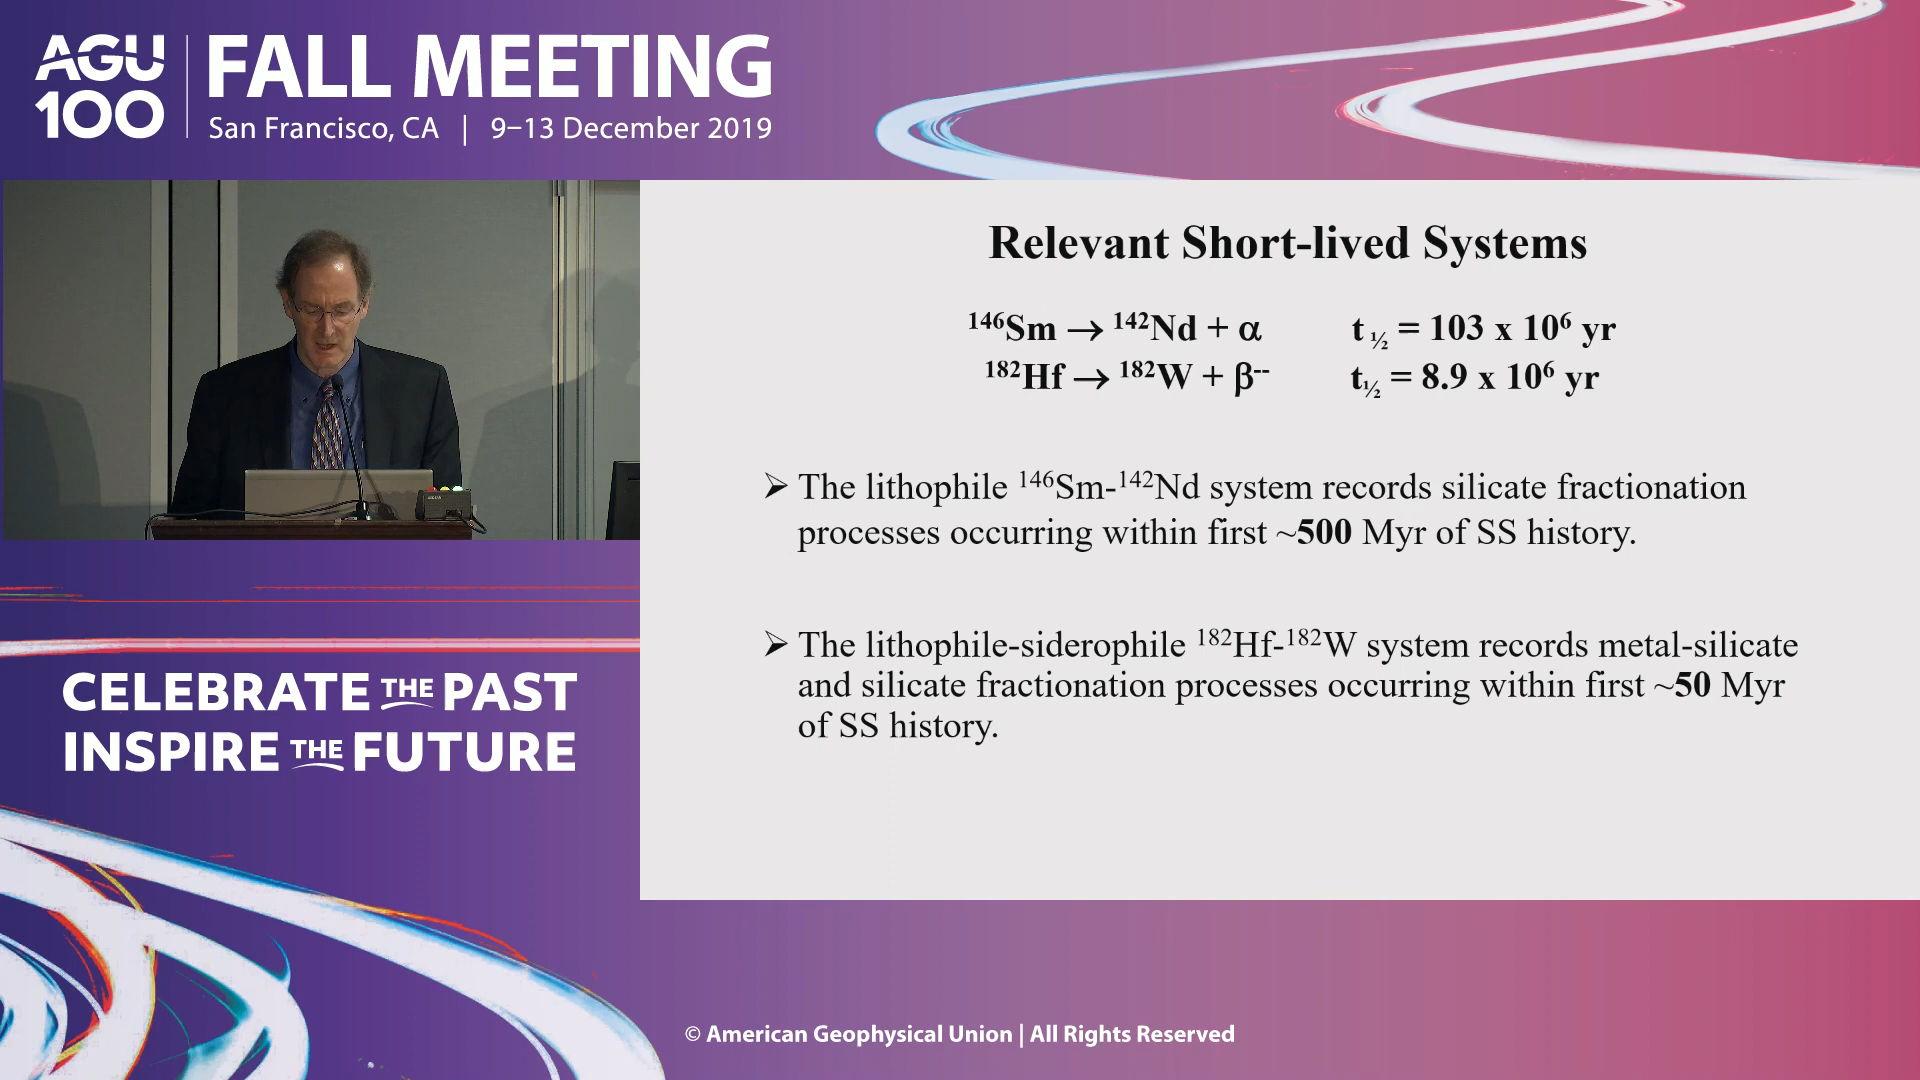 AGU
100
FALL MEETING
San Francisco, CA | 9–13 December 2019
Relevant Short-lived Systems
¹⁴⁶Sm → ¹⁴²Nd + α t ½ = 103 x 10⁶ yr
¹⁸²Hf → ¹⁸²W + β⁻⁻ t½ = 8.9 x 10⁶ yr
➢ The lithophile ¹⁴⁶Sm-¹⁴²Nd system records silicate fractionation
processes occurring within first ~500 Myr of SS history.
➢ The lithophile-siderophile ¹⁸²Hf-¹⁸²W system records metal-silicate
and silicate fractionation processes occurring within first ~50 Myr
of SS history.
CELEBRATE THE PAST
INSPIRE THE FUTURE
© American Geophysical Union | All Rights Reserved